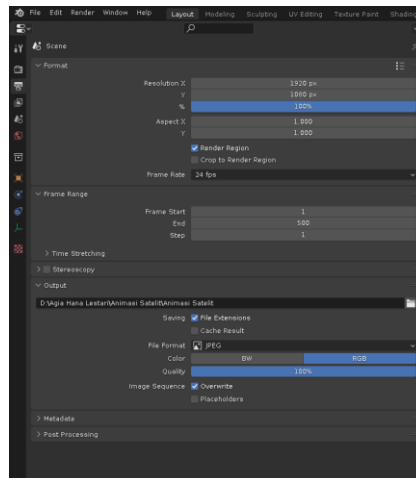 File Edit Render Window Help Layout Modeling Sculpting UV Editing Texture Paint Shading
Scene
Format
Resolution X 1920 px
Y 1080 px
% 100%
Aspect X 1.000
Y 1.000
Render Region
Crop to Render Region
Frame Rate 24 fps
Frame Range
Frame Start 1
End 500
Step 1
Time Stretching
Stereoscopy
Output
D:\Agia Hana Lestari\Animasi Satelit\Animasi Satelit
Saving File Extensions
Cache Result
File Format JPEG
Color BW RGB
Quality 100%
Image Sequence Overwrite
Placeholders
Metadata
Post Processing